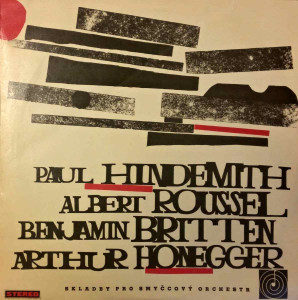 PAUL HINDEMITH
ALBERT ROUSSEL
BENJAMIN BRITTEN
ARTHUR HONEGGER
SKLADBY PRO SMYČCOVÝ ORCHESTR
STEREO